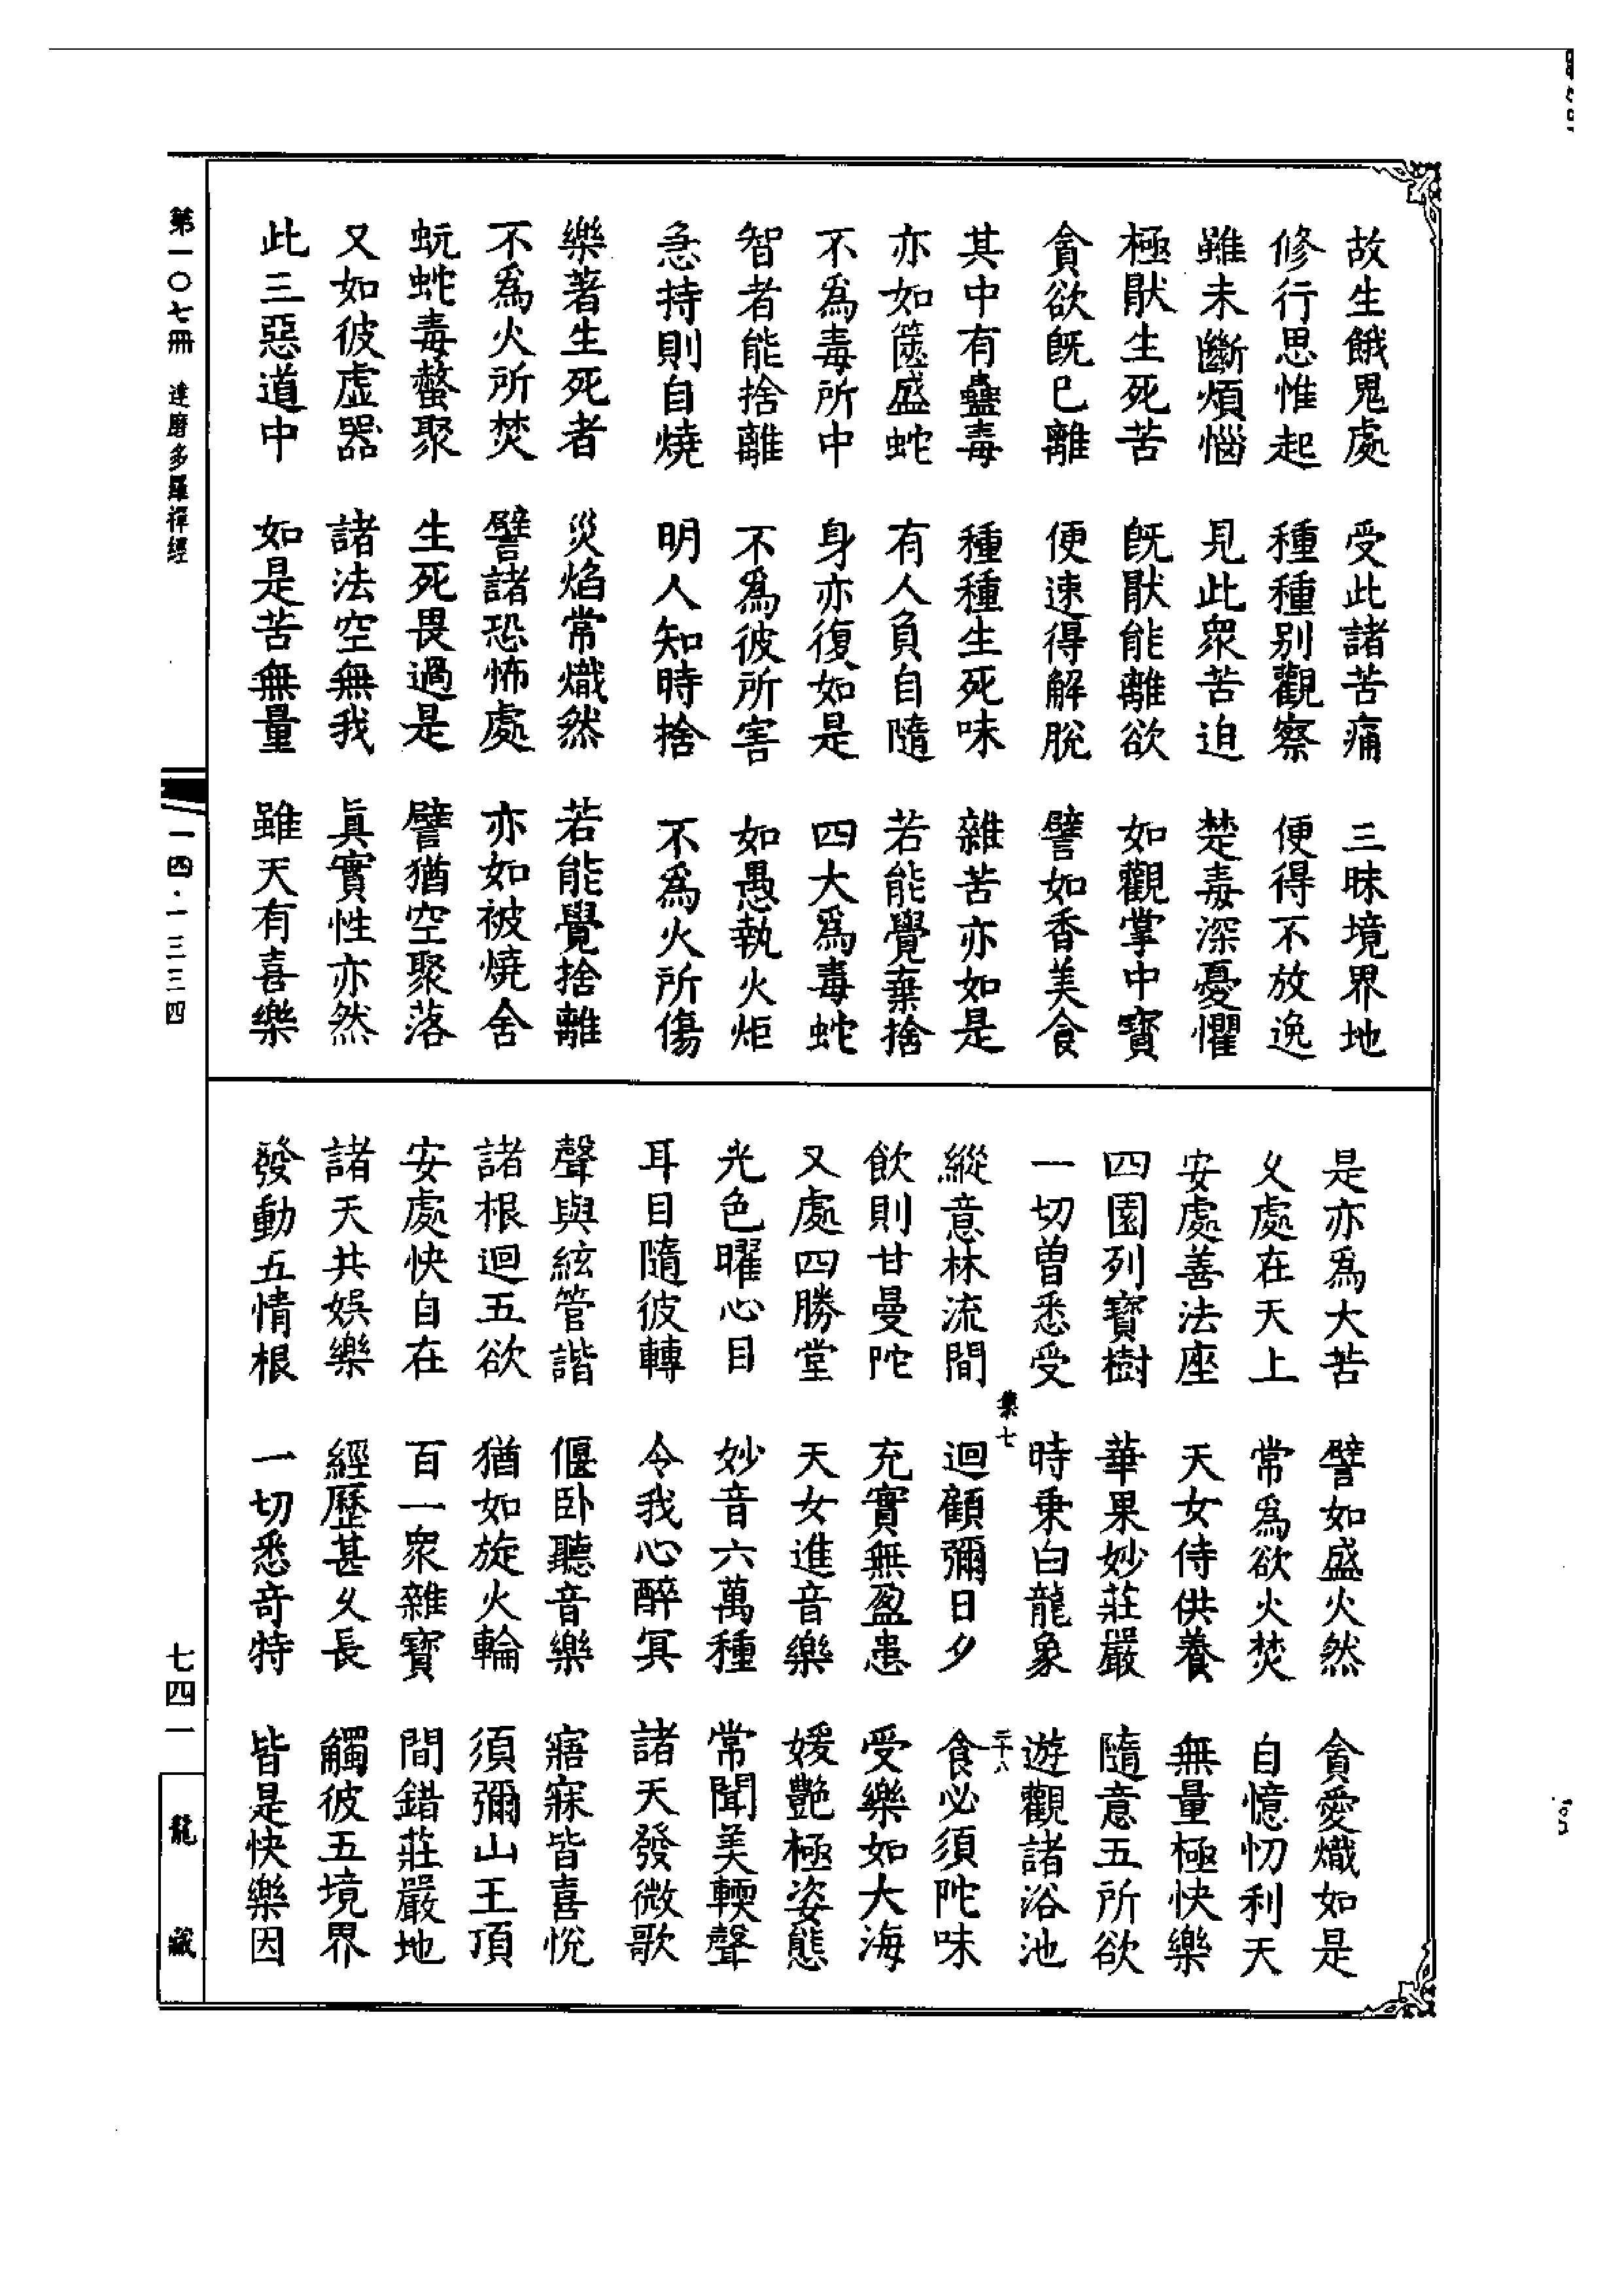 故生餓鬼處 受此諸苦痛 三昧境界地
修行思惟起 種種別觀察 便得不放逸
雖未斷煩惱 見此衆苦迫 楚毒深憂懼
極猒生死苦 旣猒能離欲 如觀掌中寶
貪欲旣已離 便速得解脫 譬如香美食
其中有蠱毒 種種生死味 雜苦亦如是
亦如篋盛蛇 有人負自隨 若能覺棄捨
不爲毒所中 身亦復如是 四大爲毒蛇
智者能捨離 不爲彼所害 如愚執火炬
急持則自燒 明人知時捨 不爲火所傷
樂著生死者 災焰常熾然 若能覺捨離
不爲火所焚 譬諸恐怖處 亦如被燒舍
蚖蛇毒螫聚 生死畏過是 譬猶空聚落
又如彼虛器 諸法空無我 眞實性亦然
此三惡道中 如是苦無量 雖天有喜樂
是亦爲大苦 譬如盛火然 貪愛熾如是
乆處在天上 常爲欲火焚 自憶忉利天
安處善法座 天女侍供養 無量極快樂
四園列寶樹 華果妙莊嚴 隨意五所欲
一切曾悉受 時乗白龍象 遊觀諸浴池
集七 二十八
縱意林流間 迴顧彌日夕 食必須陀味
飲則甘曼陀 充實無盈患 受樂如大海
又處四勝堂 天女進音樂 媛艷極姿態
光色曜心目 妙音六萬種 常聞美輭聲
耳目隨彼轉 令我心醉冥 諸天發微歌
聲與絃管諧 偃卧聽音樂 寤寐皆喜悅
諸根迴五欲 猶如旋火輪 須彌山王頂
安處快自在 百一衆雜寶 間錯莊嚴地
諸天共娛樂 經歷甚乆長 觸彼五境界
發動五情根 一切悉奇特 皆是快樂因
第一〇七冊 達磨多羅禪經
一四·一三三四
七四一
龍藏